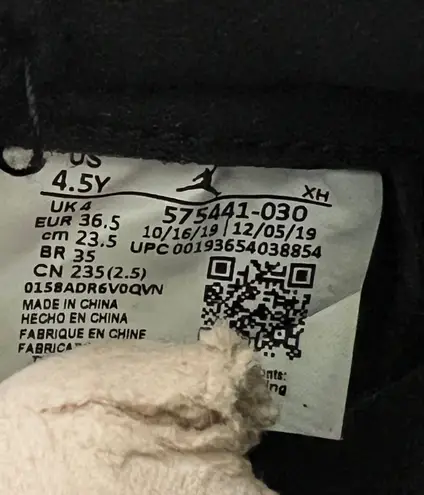 US
4.5Y
XH
UK 4
EUR 36.5
cm 23.5
BR 35
CN 235(2.5)
575441-030
10/16/19 | 12/05/19
UPC 00193654038854
0158ADR6V0QVN
MADE IN CHINA
HECHO EN CHINA
FABRIQUE EN CHINE